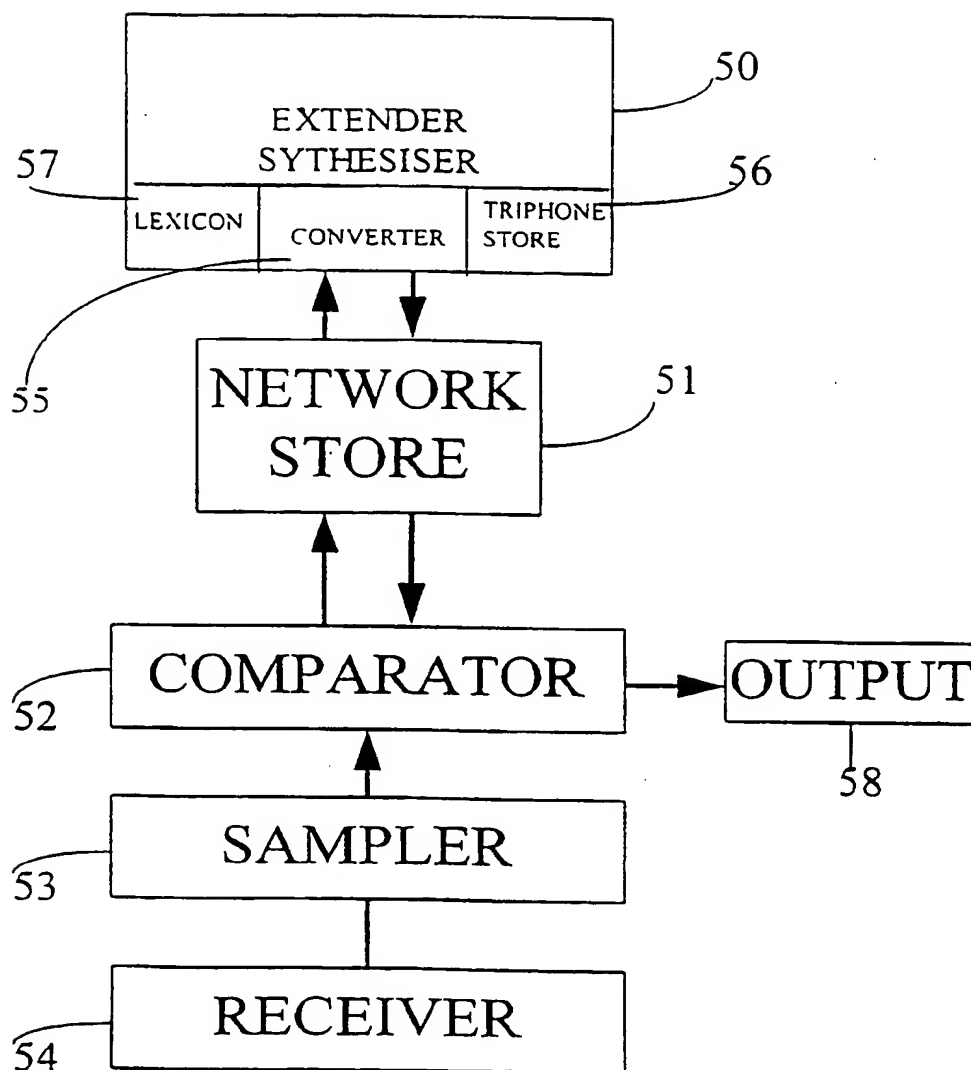 50
EXTENDER
SYTHESISER
57
56
LEXICON
CONVERTER
TRIPHONE
STORE
55
NETWORK
STORE
51
COMPARATOR
OUTPUT
52
58
SAMPLER
53
RECEIVER
54